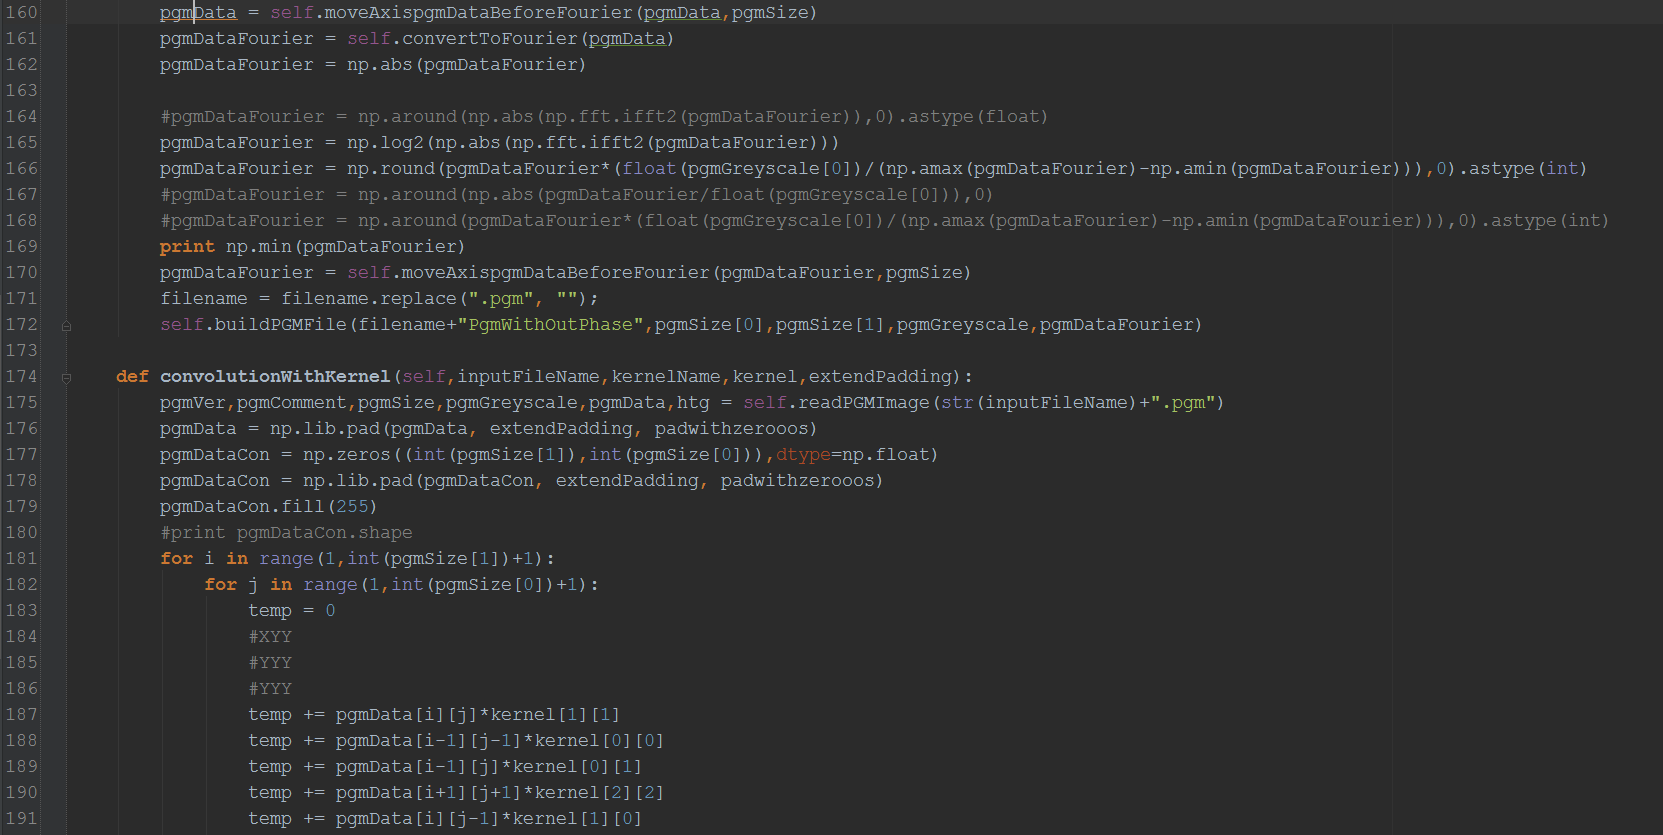 160 pgmData = self.moveAxispgmDataBeforeFourier(pgmData,pgmSize)
161 pgmDataFourier = self.convertToFourier(pgmData)
162 pgmDataFourier = np.abs(pgmDataFourier)
163
164 #pgmDataFourier = np.around(np.abs(np.fft.ifft2(pgmDataFourier)),0).astype(float)
165 pgmDataFourier = np.log2(np.abs(np.fft.ifft2(pgmDataFourier)))
166 pgmDataFourier = np.round(pgmDataFourier*(float(pgmGreyscale[0])/(np.amax(pgmDataFourier)-np.amin(pgmDataFourier))),0).astype(int)
167 #pgmDataFourier = np.around(np.abs(pgmDataFourier/float(pgmGreyscale[0])),0)
168 #pgmDataFourier = np.around(pgmDataFourier*(float(pgmGreyscale[0])/(np.amax(pgmDataFourier)-np.amin(pgmDataFourier))),0).astype(int)
169 print np.min(pgmDataFourier)
170 pgmDataFourier = self.moveAxispgmDataBeforeFourier(pgmDataFourier,pgmSize)
171 filename = filename.replace(".pgm", "");
172 self.buildPGMFile(filename+"PgmWithOutPhase",pgmSize[0],pgmSize[1],pgmGreyscale,pgmDataFourier)
173
174 def convolutionWithKernel(self,inputFileName,kernelName,kernel,extendPadding):
175 pgmVer,pgmComment,pgmSize,pgmGreyscale,pgmData,htg = self.readPGMImage(str(inputFileName)+".pgm")
176 pgmData = np.lib.pad(pgmData, extendPadding, padwithzerooos)
177 pgmDataCon = np.zeros((int(pgmSize[1]),int(pgmSize[0])),dtype=np.float)
178 pgmDataCon = np.lib.pad(pgmDataCon, extendPadding, padwithzerooos)
179 pgmDataCon.fill(255)
180 #print pgmDataCon.shape
181 for i in range(1,int(pgmSize[1])+1):
182 for j in range(1,int(pgmSize[0])+1):
183 temp = 0
184 #XYY
185 #YYY
186 #YYY
187 temp += pgmData[i][j]*kernel[1][1]
188 temp += pgmData[i-1][j-1]*kernel[0][0]
189 temp += pgmData[i-1][j]*kernel[0][1]
190 temp += pgmData[i+1][j+1]*kernel[2][2]
191 temp += pgmData[i][j-1]*kernel[1][0]